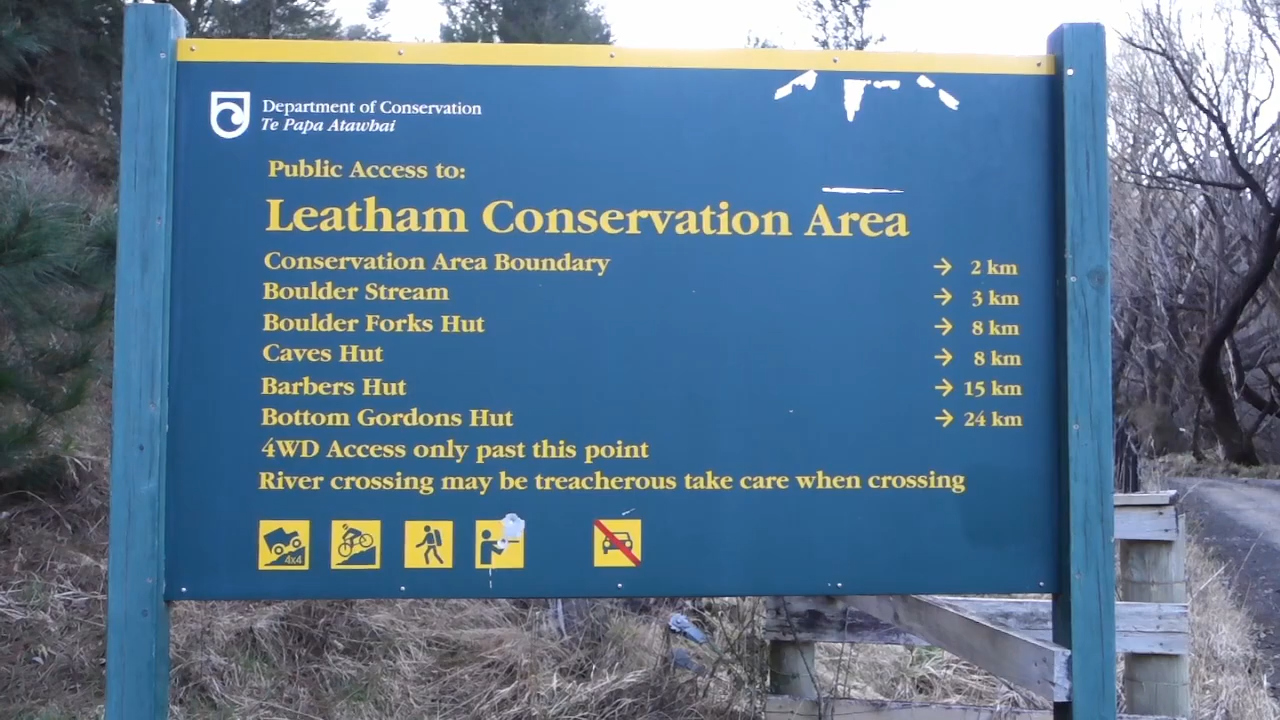 Department of Conservation
Te Papa Atawhai
Public Access to:
Leatham Conservation Area
Conservation Area Boundary → 2 km
Boulder Stream → 3 km
Boulder Forks Hut → 8 km
Caves Hut → 8 km
Barbers Hut → 15 km
Bottom Gordons Hut → 24 km
4WD Access only past this point
River crossing may be treacherous take care when crossing
4x4